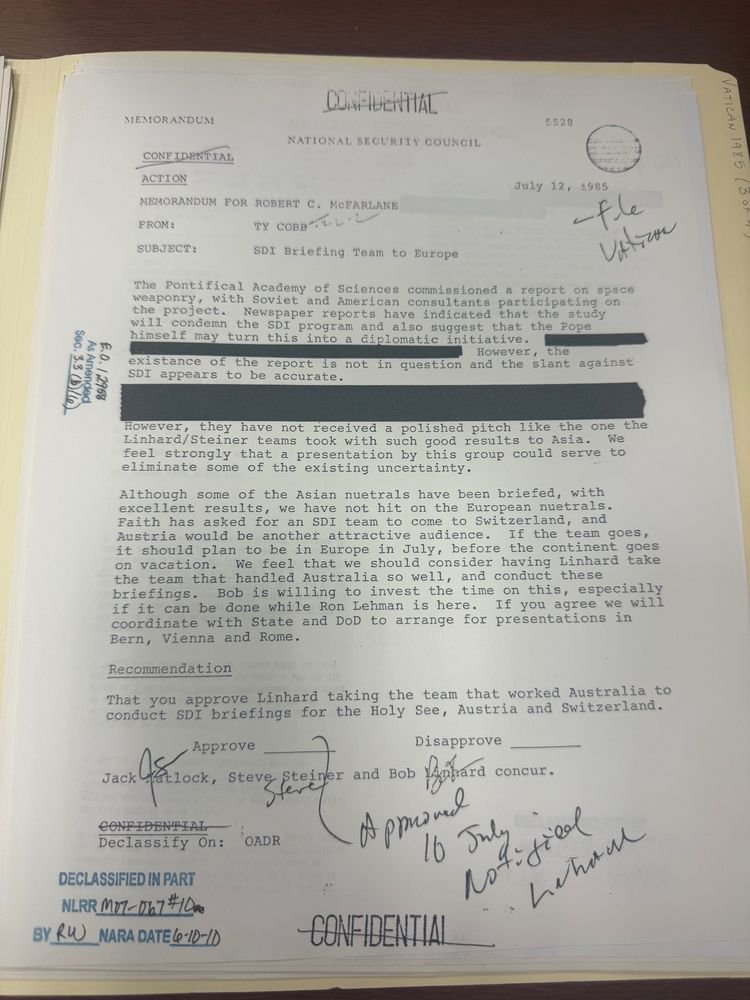 CONFIDENTIAL
MEMORANDUM
5528
NATIONAL SECURITY COUNCIL
CONFIDENTIAL
ACTION
July 12, 1985
MEMORANDUM FOR ROBERT C. McFARLANE
FROM: TY COBB
SUBJECT: SDI Briefing Team to Europe
- File
Vatican
VATICAN 1985 (3 of
The Pontifical Academy of Sciences commissioned a report on space
weaponry, with Soviet and American consultants participating on
the project. Newspaper reports have indicated that the study
will condemn the SDI program and also suggest that the Pope
himself may turn this into a diplomatic initiative.
However, the
existance of the report is not in question and the slant against
SDI appears to be accurate.
E.O. 12958
As Amended
Sec. 3.3 (b)(6)
However, they have not received a polished pitch like the one the
Linhard/Steiner teams took with such good results to Asia. We
feel strongly that a presentation by this group could serve to
eliminate some of the existing uncertainty.
Although some of the Asian nuetrals have been briefed, with
excellent results, we have not hit on the European nuetrals.
Faith has asked for an SDI team to come to Switzerland, and
Austria would be another attractive audience. If the team goes,
it should plan to be in Europe in July, before the continent goes
on vacation. We feel that we should consider having Linhard take
the team that handled Australia so well, and conduct these
briefings. Bob is willing to invest the time on this, especially
if it can be done while Ron Lehman is here. If you agree we will
coordinate with State and DoD to arrange for presentations in
Bern, Vienna and Rome.
Recommendation
That you approve Linhard taking the team that worked Australia to
conduct SDI briefings for the Holy See, Austria and Switzerland.
Approve ________ Disapprove ________
Jack Matlock, Steve Steiner and Bob Linhard concur.
Steve
Approved
16 July
Notified
Linhard
CONFIDENTIAL
Declassify On: OADR
DECLASSIFIED IN PART
NLRR M07-067 #10
BY RW NARA DATE 6-10-10
CONFIDENTIAL